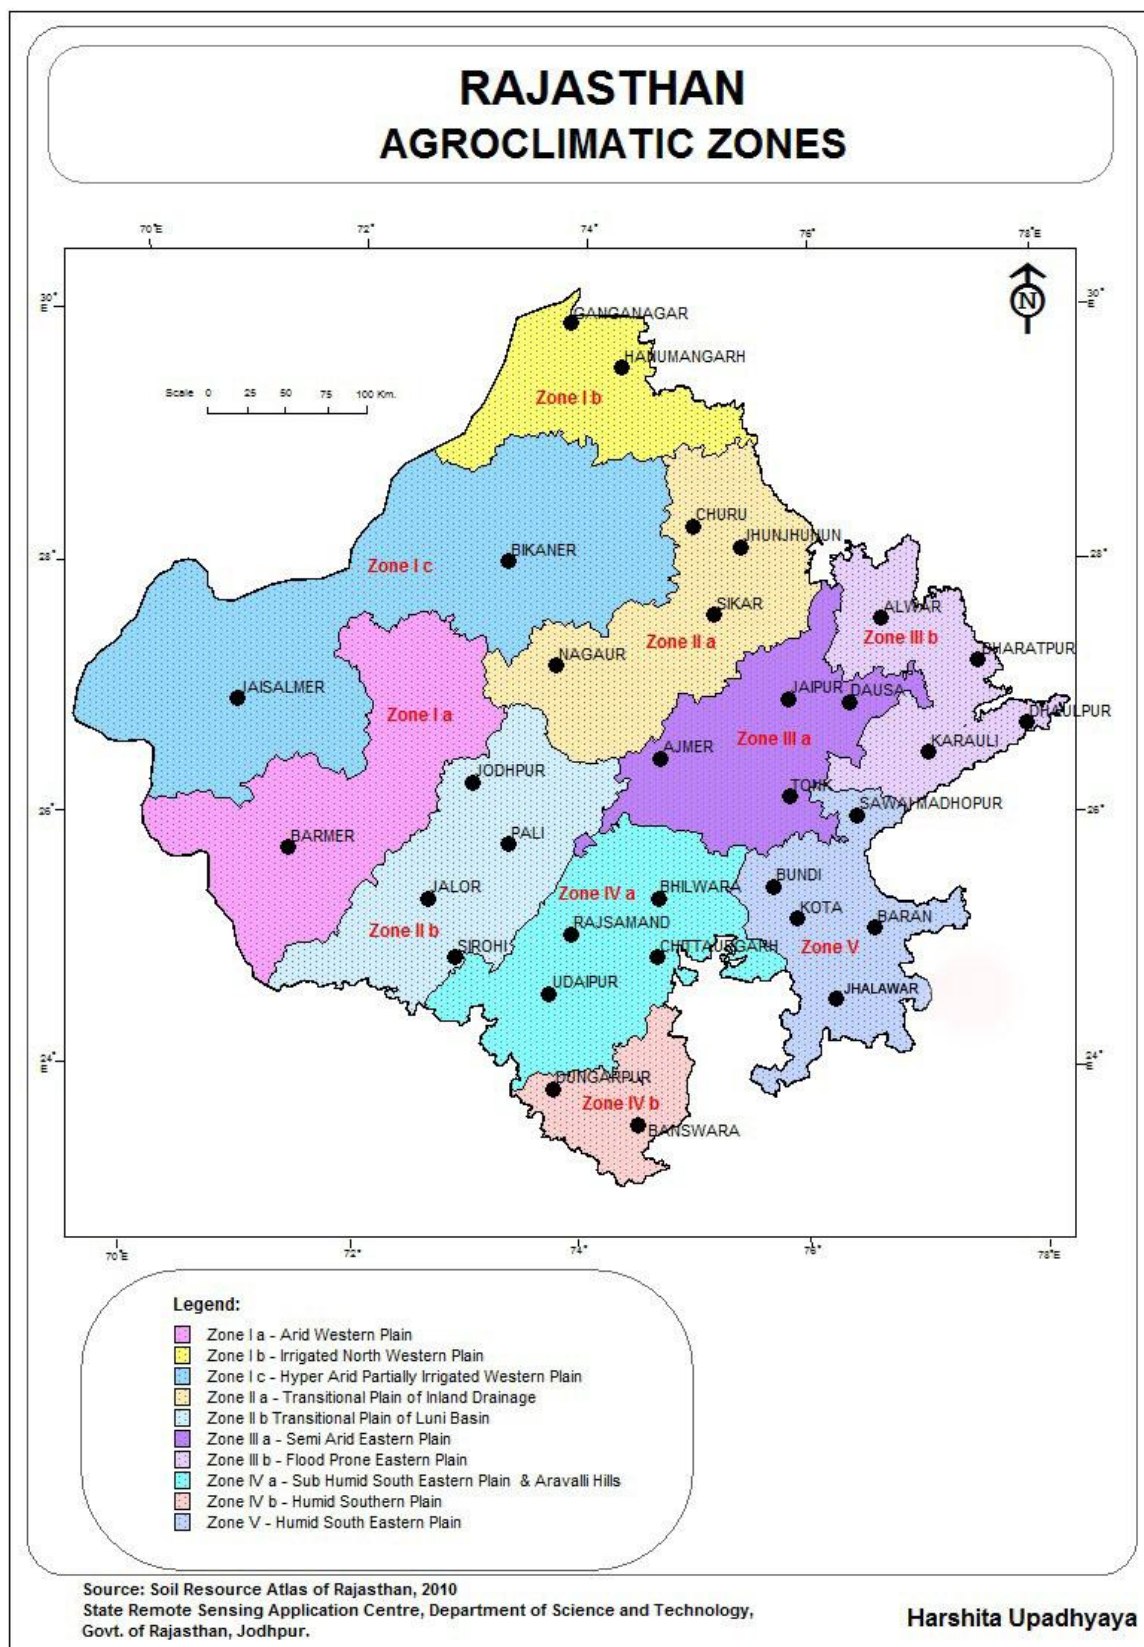 RAJASTHAN
AGROCLIMATIC ZONES
70°E 72° 74° 76° 78°E
30° E
30° E
N
GANGANAGAR
HANUMANGARH
Scale 0 25 50 75 100 Km.
Zone I b
CHURU
JHUNJHUNUN
28° E
BIKANER
28° E
Zone I c
SIKAR
ALWAR
Zone II a
Zone III b
NAGAUR
BHARATPUR
JAISALMER
JAIPUR
DAUSA
Zone I a
DHAULPUR
Zone III a
KARAULI
AJMER
JODHPUR
TONK
26° E
SAWAI MADHOPUR
26° E
BARMER
PALI
BUNDI
JALOR
Zone IV a
BHILWARA
KOTA
BARAN
RAJSAMAND
Zone II b
SIROHI
CHITTAURGARH
Zone V
UDAIPUR
JHALAWAR
24° E
24° E
DUNGARPUR
Zone IV b
BANSWARA
70°E 72° 74° 76° 78°E
Legend:
Zone I a - Arid Western Plain
Zone I b - Irrigated North Western Plain
Zone I c - Hyper Arid Partially Irrigated Western Plain
Zone II a - Transitional Plain of Inland Drainage
Zone II b Transitional Plain of Luni Basin
Zone III a - Semi Arid Eastern Plain
Zone III b - Flood Prone Eastern Plain
Zone IV a - Sub Humid South Eastern Plain & Aravalli Hills
Zone IV b - Humid Southern Plain
Zone V - Humid South Eastern Plain
Source: Soil Resource Atlas of Rajasthan, 2010
State Remote Sensing Application Centre, Department of Science and Technology,
Govt. of Rajasthan, Jodhpur.
Harshita Upadhyaya